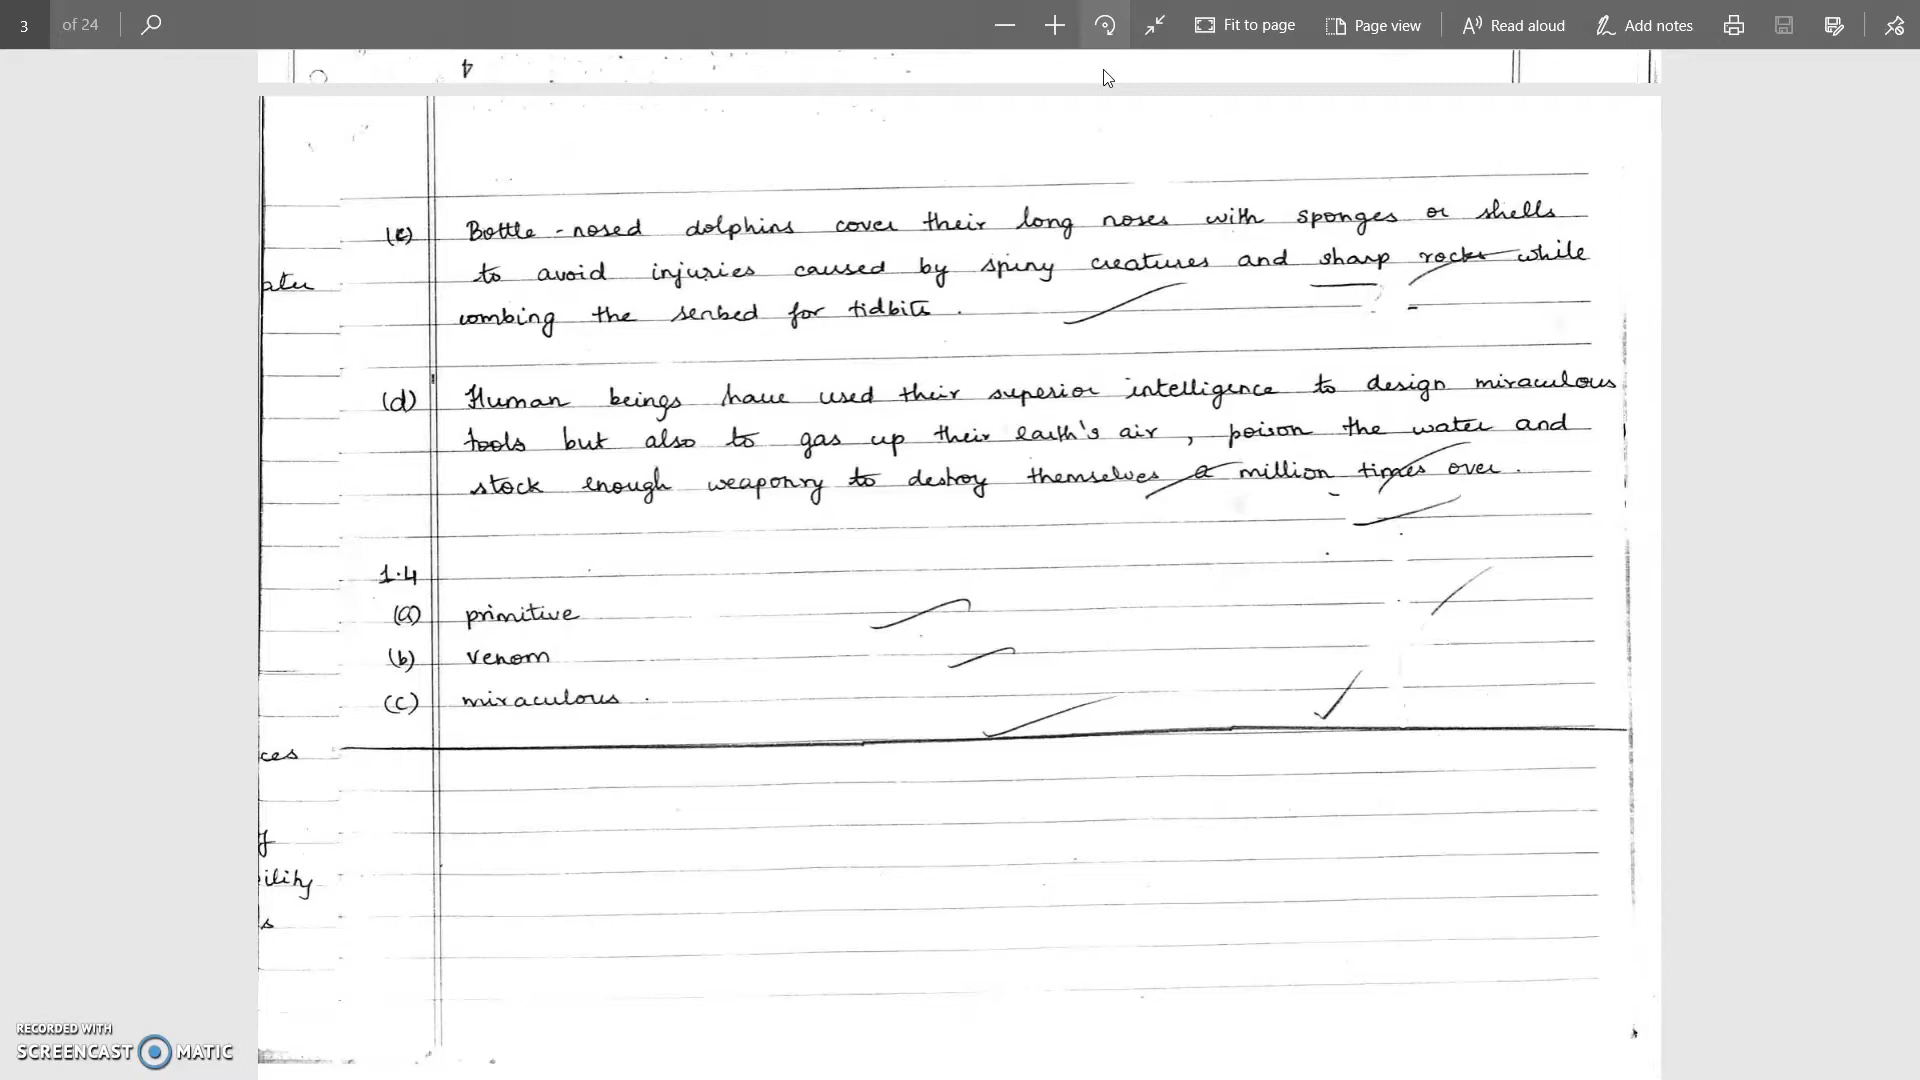 3 of 24 Fit to page Page view Read aloud Add notes
4
(c) Bottle-nosed dolphins cover their long noses with sponges or shells
to avoid injuries caused by spiny creatures and sharp rocks while
combing the seabed for tidbits.
(d) Human beings have used their superior intelligence to design miraculous
tools but also to gas up their earth's air, poison the water and
stock enough weaponry to destroy themselves a million times over.
1.4
(a) primitive
(b) venom
(c) miraculous.
ces
ility
s
RECORDED WITH
SCREENCAST MATIC